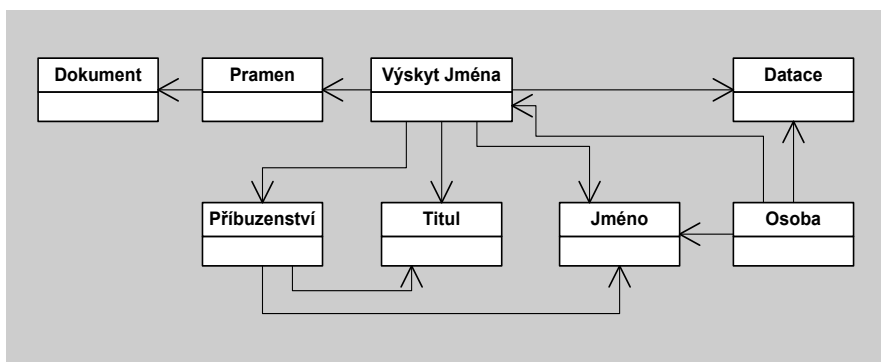 Dokument
Pramen
Výskyt Jména
Datace
Příbuzenství
Titul
Jméno
Osoba